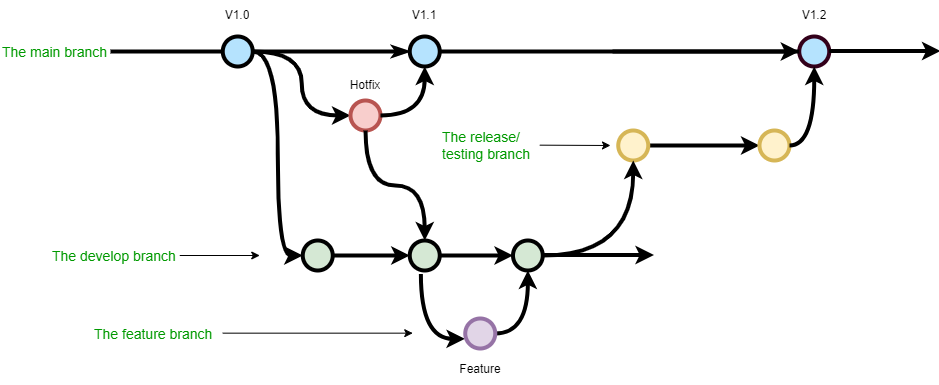 V1.0
V1.1
V1.2
The main branch
Hotfix
The release/
testing branch
The develop branch
The feature branch
Feature